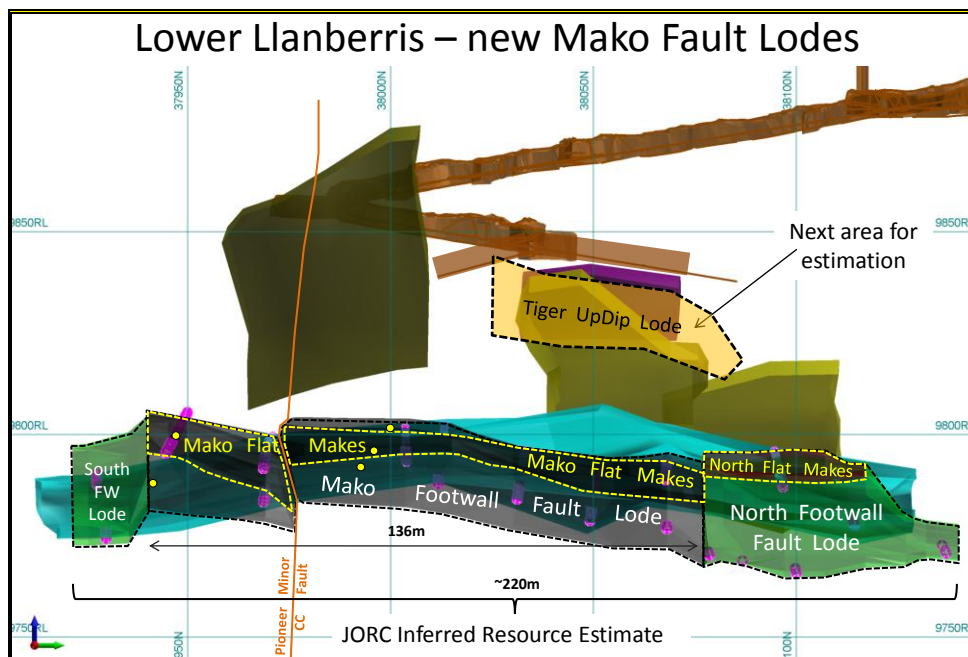 Lower Llanberris – new Mako Fault Lodes
37950N
38000N
38050N
38100N
9850RL
9850RL
Next area for
estimation
Tiger UpDip Lode
9800RL
9800RL
Mako Flat
Makes
Mako Flat Makes
North Flat Makes
South
FW
Lode
Mako Footwall Fault Lode
North Footwall
Fault Lode
136m
Pioneer Minor
CC Fault
~220m
JORC Inferred Resource Estimate
9750RL
9750RL